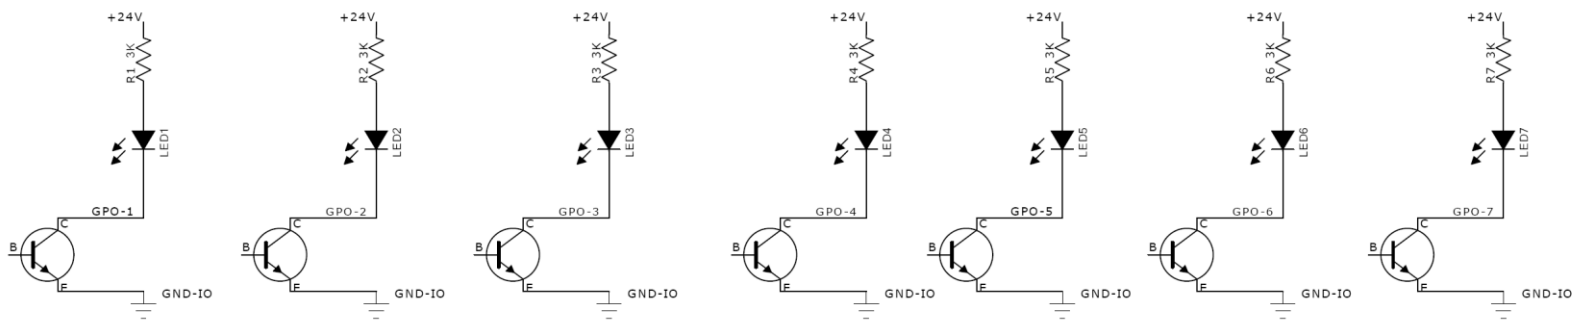 +24V +24V +24V +24V +24V +24V +24V
R1 3K R2 3K R3 3K R4 3K R5 3K R6 3K R7 3K
LED1 LED2 LED3 LED4 LED5 LED6 LED7
GPO-1 GPO-2 GPO-3 GPO-4 GPO-5 GPO-6 GPO-7
C C C C C C C
B B B B B B B
E E E E E E E
GND-IO GND-IO GND-IO GND-IO GND-IO GND-IO GND-IO